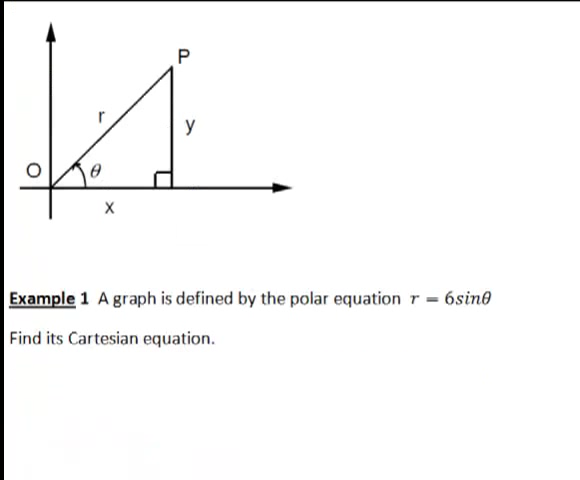 P
r
y
O
θ
x
Example 1 A graph is defined by the polar equation r = 6sinθ
Find its Cartesian equation.